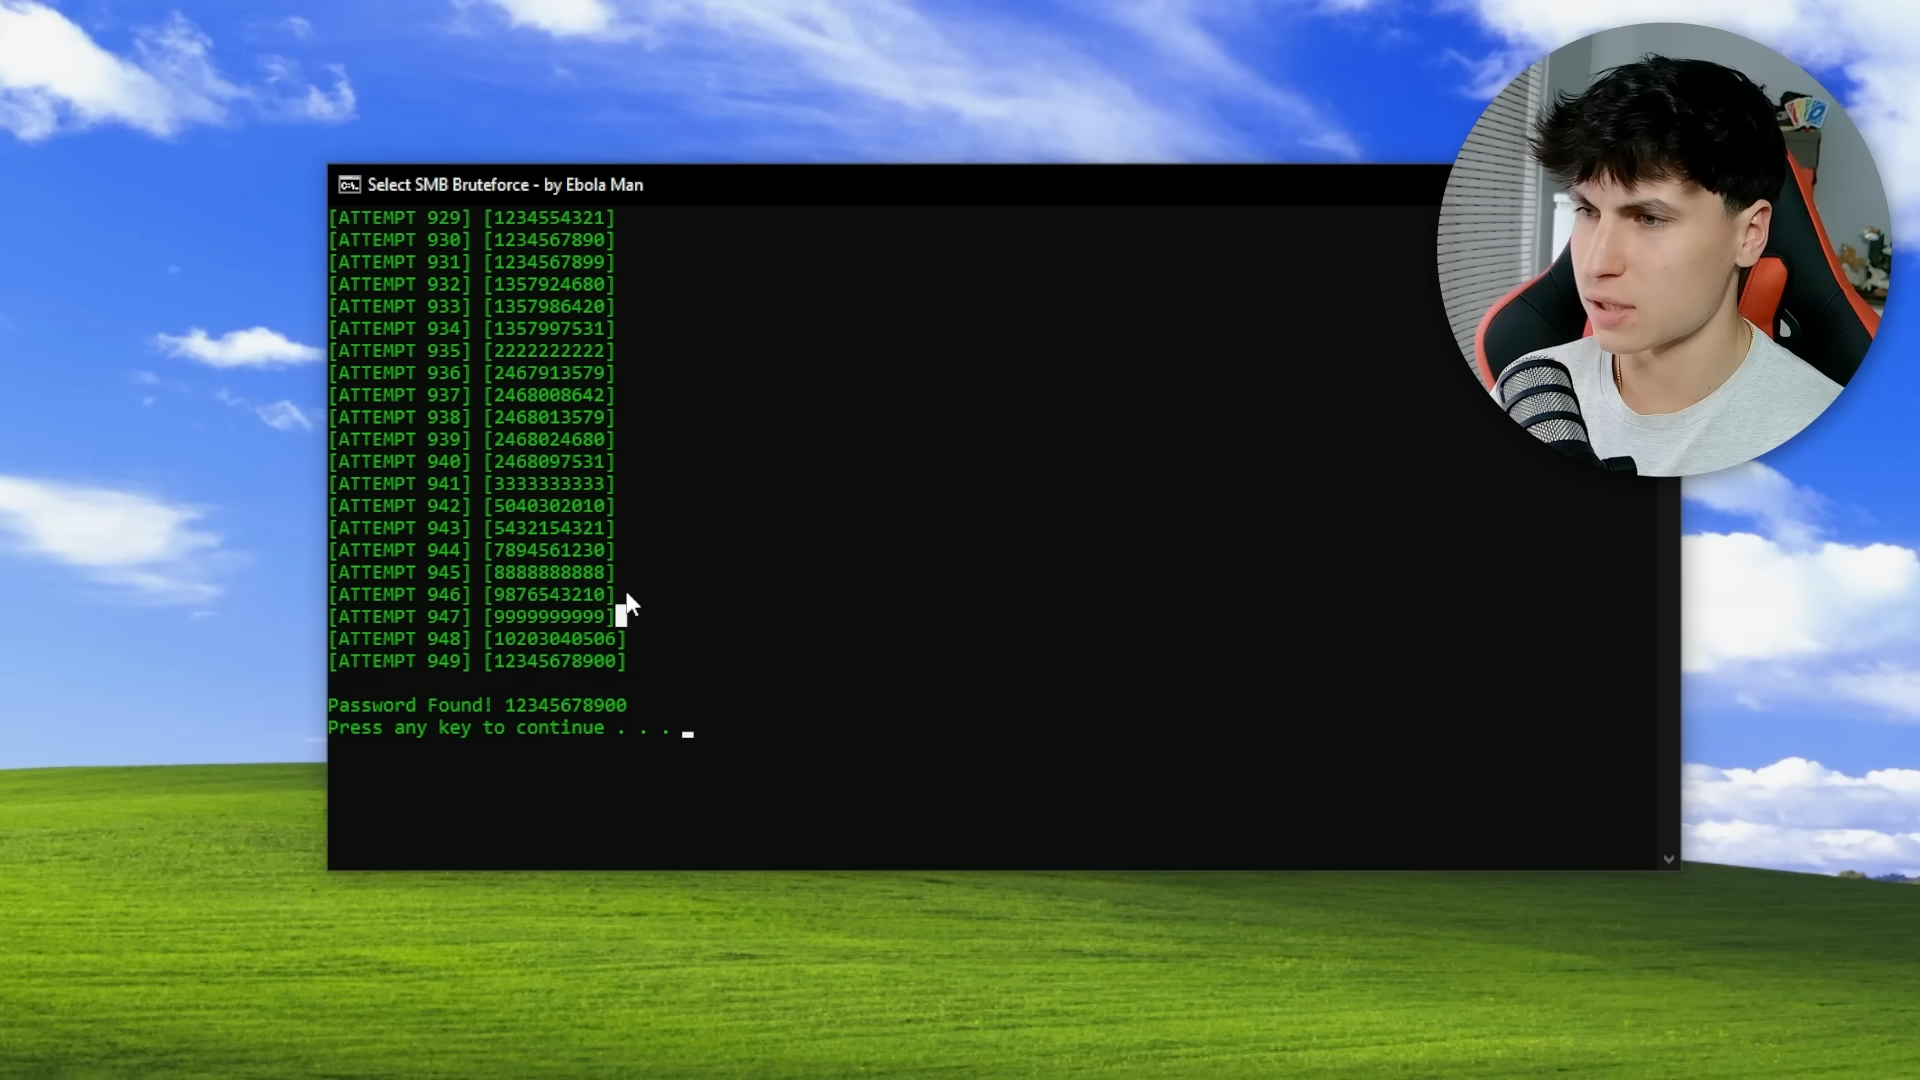 Select SMB Bruteforce - by Ebola Man
[ATTEMPT 929] [1234554321]
[ATTEMPT 930] [1234567890]
[ATTEMPT 931] [1234567899]
[ATTEMPT 932] [1357924680]
[ATTEMPT 933] [1357986420]
[ATTEMPT 934] [1357997531]
[ATTEMPT 935] [2222222222]
[ATTEMPT 936] [2467913579]
[ATTEMPT 937] [2468008642]
[ATTEMPT 938] [2468013579]
[ATTEMPT 939] [2468024680]
[ATTEMPT 940] [2468097531]
[ATTEMPT 941] [3333333333]
[ATTEMPT 942] [5040302010]
[ATTEMPT 943] [5432154321]
[ATTEMPT 944] [7894561230]
[ATTEMPT 945] [8888888888]
[ATTEMPT 946] [9876543210]
[ATTEMPT 947] [9999999999]
[ATTEMPT 948] [10203040506]
[ATTEMPT 949] [12345678900]
Password Found! 12345678900
Press any key to continue . . .